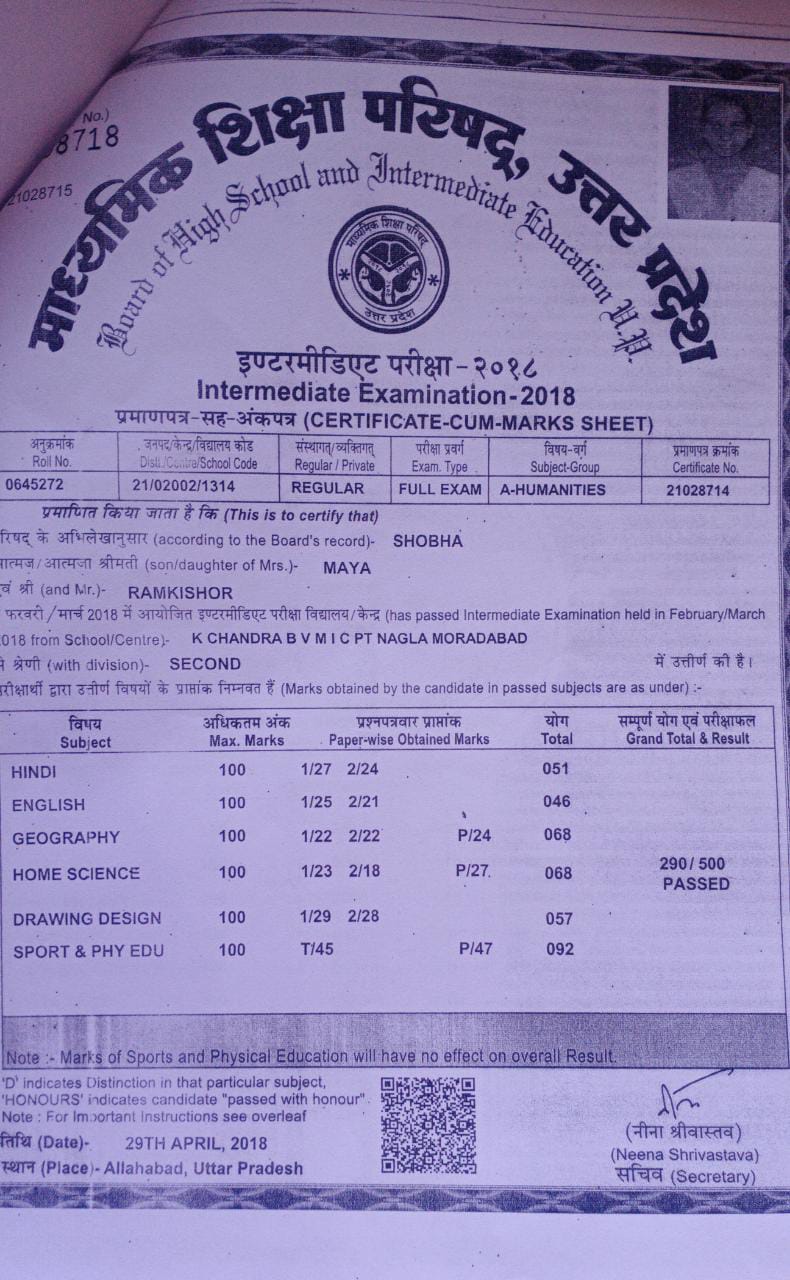 No.)
8718
21028715
माध्यमिक शिक्षा परिषद्, उत्तर प्रदेश
Board of High School and Intermediate Education U.P.
माध्यमिक शिक्षा परिषद
उत्तर प्रदेश
इण्टरमीडिएट परीक्षा - २०१८
Intermediate Examination - 2018
प्रमाणपत्र-सह-अंकपत्र (CERTIFICATE-CUM-MARKS SHEET)
अनुक्रमांक जनपद/केन्द्र/विद्यालय कोड संस्थागत्/व्यक्तिगत् परीक्षा प्रवर्ग विषय-वर्ग प्रमाणपत्र क्रमांक
Roll No. Distt./Centre/School Code Regular / Private Exam. Type Subject-Group Certificate No.
0645272 21/02002/1314 REGULAR FULL EXAM A-HUMANITIES 21028714
प्रमाणित किया जाता है कि (This is to certify that)
रिषद् के अभिलेखानुसार (according to the Board's record)- SHOBHA
ात्मज/आत्मजा श्रीमती (son/daughter of Mrs.)- MAYA
वं श्री (and Mr.)- RAMKISHOR
फरवरी/मार्च 2018 में आयोजित इण्टरमीडिएट परीक्षा विद्यालय/केन्द्र (has passed Intermediate Examination held in February/March
018 from School/Centre)- K CHANDRA B V M I C PT NAGLA MORADABAD
श्रेणी (with division)- SECOND में उत्तीर्ण की है।
रीक्षार्थी द्वारा उत्तीर्ण विषयों के प्राप्तांक निम्नवत हैं (Marks obtained by the candidate in passed subjects are as under) :-
विषय अधिकतम अंक प्रश्नपत्रवार प्राप्तांक योग सम्पूर्ण योग एवं परीक्षाफल
Subject Max. Marks Paper-wise Obtained Marks Total Grand Total & Result
HINDI 100 1/27 2/24 051
ENGLISH 100 1/25 2/21 046
GEOGRAPHY 100 1/22 2/22 P/24 068
HOME SCIENCE 100 1/23 2/18 P/27 068 290/500
PASSED
DRAWING DESIGN 100 1/29 2/28 057
SPORT & PHY EDU 100 T/45 P/47 092
Note :- Marks of Sports and Physical Education will have no effect on overall Result.
'D' indicates Distinction in that particular subject,
'HONOURS' indicates candidate "passed with honour".
Note : For Important Instructions see overleaf
तिथि (Date)- 29TH APRIL, 2018
स्थान (Place)- Allahabad, Uttar Pradesh
(नीना श्रीवास्तव)
(Neena Shrivastava)
सचिव (Secretary)